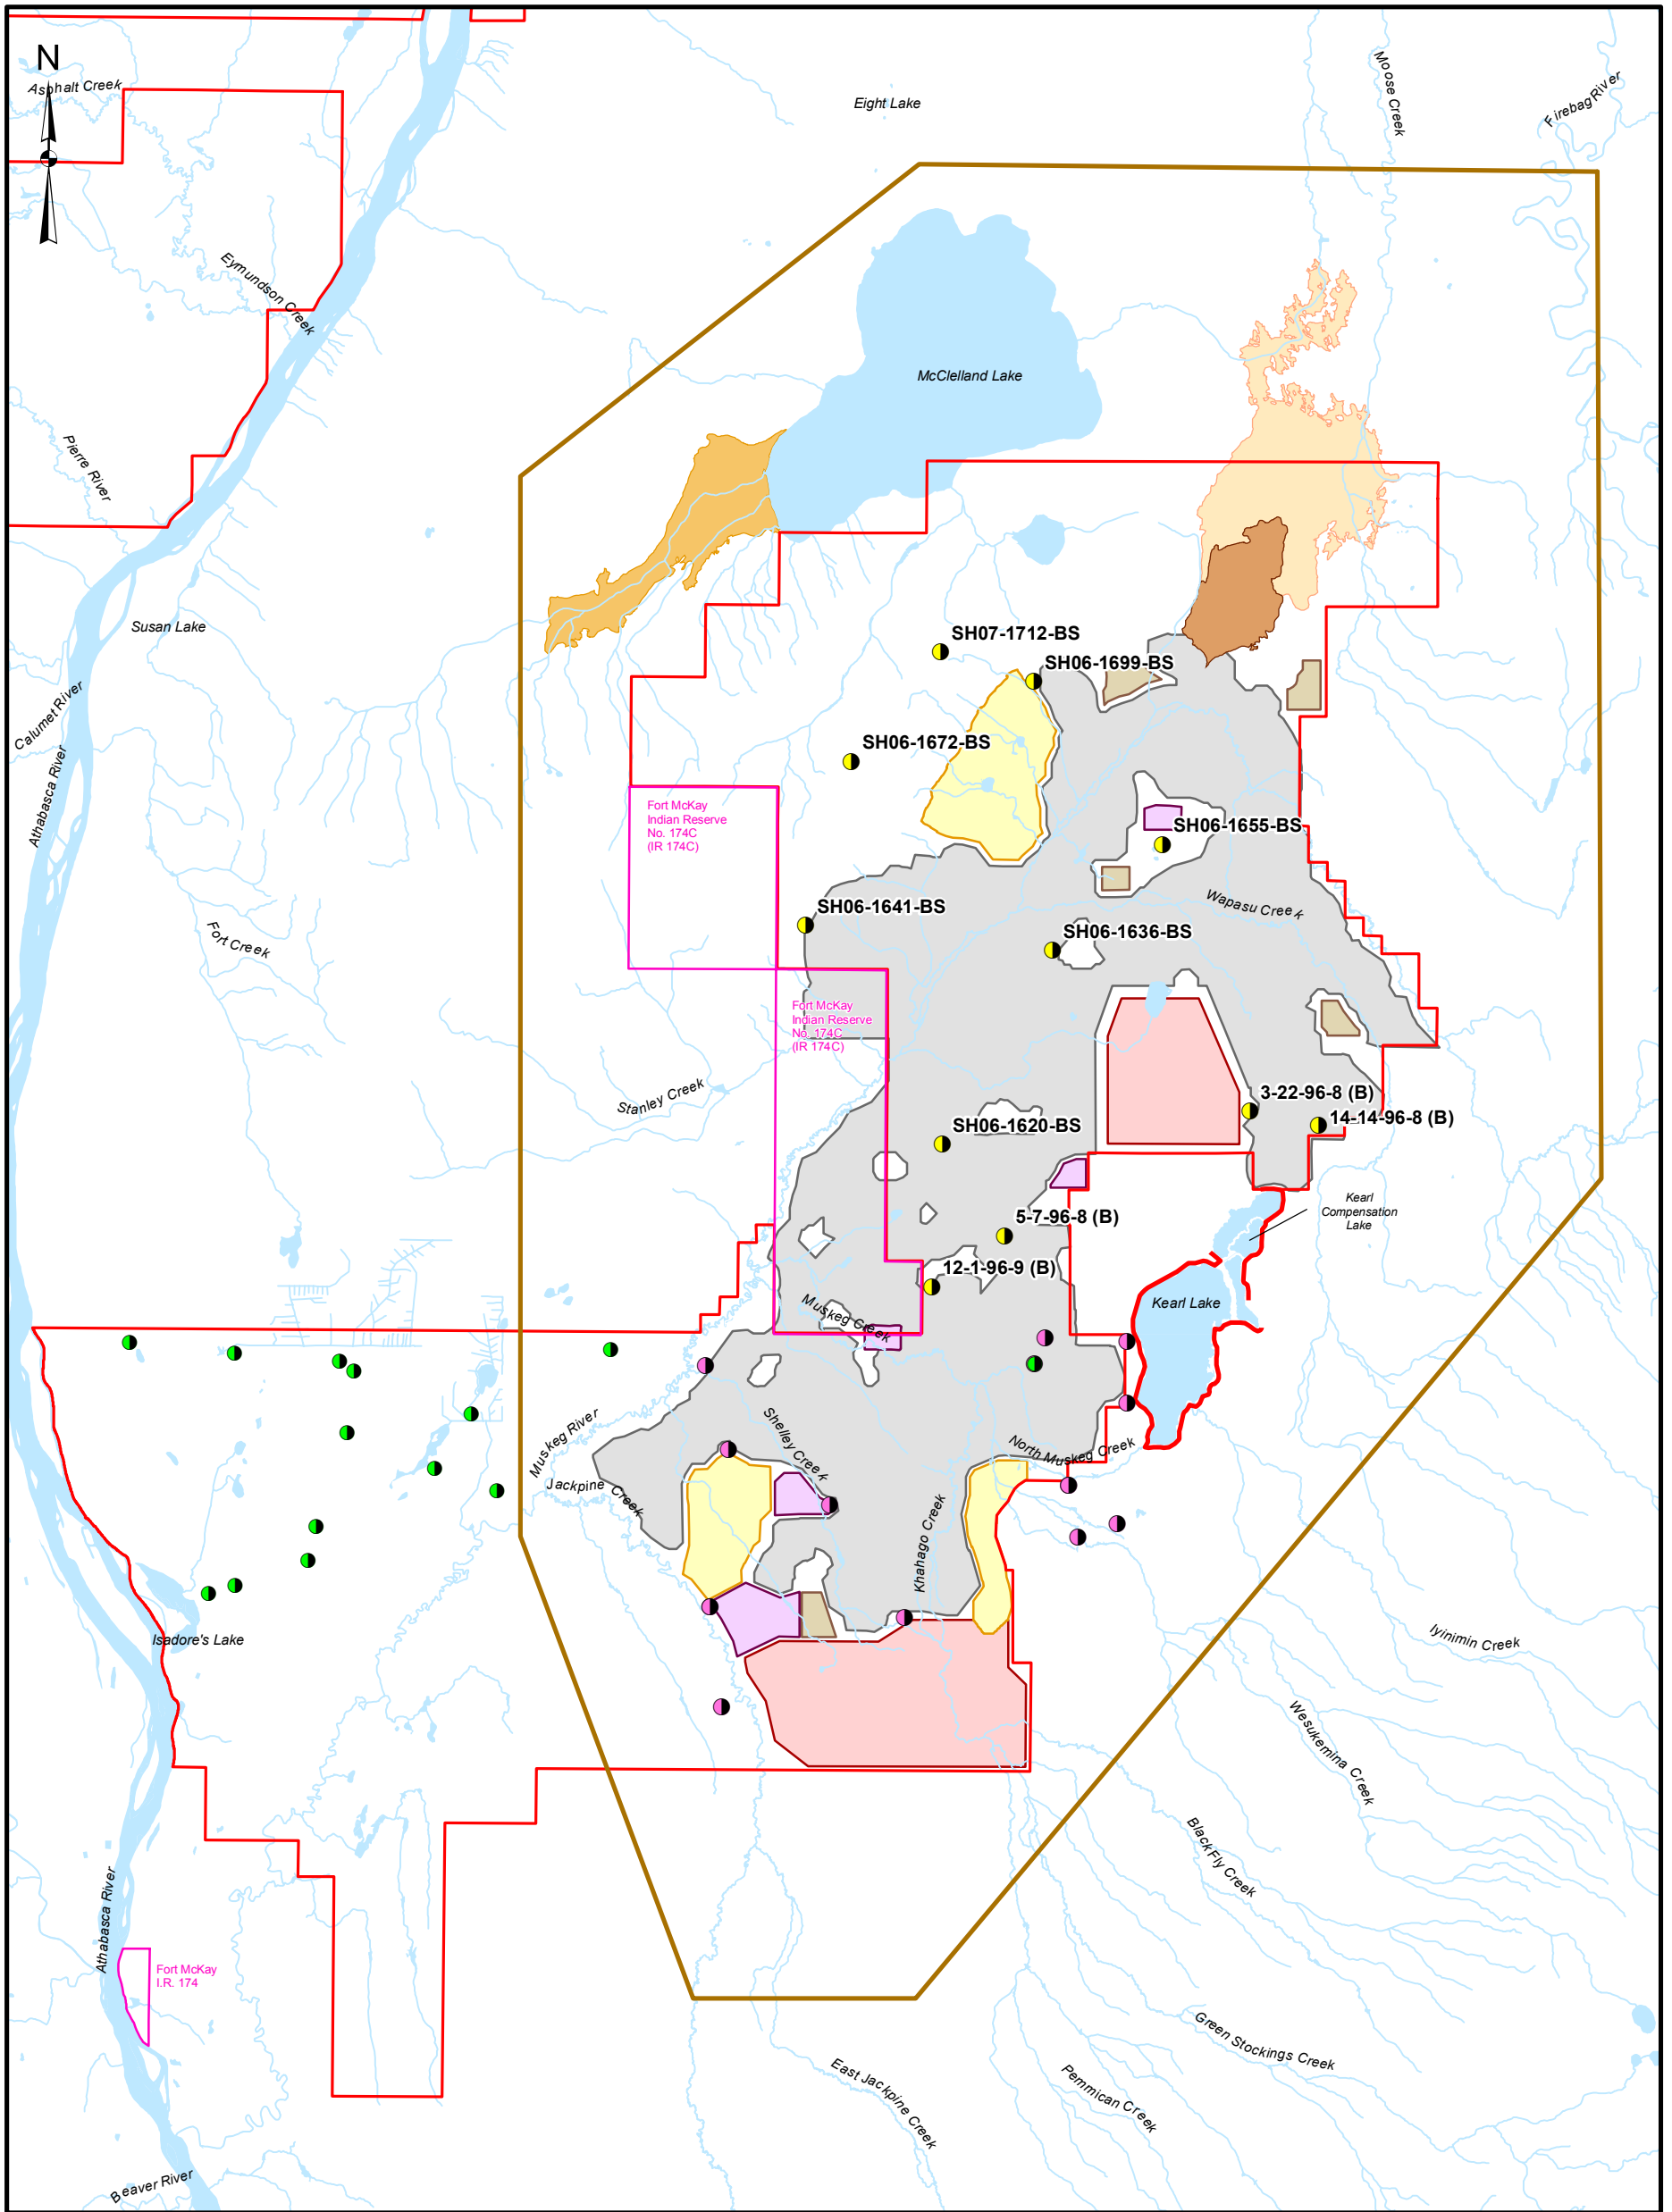 N
Asphalt Creek
Eight Lake
Moose Creek
Firebag River
Eymundson Creek
McClelland Lake
Pierre River
Susan Lake
SH07-1712-BS
SH06-1699-BS
Calumet River
SH06-1672-BS
Athabasca River
Fort McKay
Indian Reserve
No. 174C
(IR 174C)
SH06-1655-BS
SH06-1641-BS
Wapasu Creek
Fort Creek
SH06-1636-BS
Fort McKay
Indian Reserve
No. 174C
(IR 174C)
Stanley Creek
3-22-96-8 (B)
14-14-96-8 (B)
SH06-1620-BS
Kearl
Compensation
Lake
5-7-96-8 (B)
12-1-96-9 (B)
Kearl Lake
Muskeg Creek
Muskeg River
Shelley Creek
North Muskeg Creek
Jackpine Creek
Khahago Creek
Isadore's Lake
Iyinimin Creek
Wesukemina Creek
BlackFly Creek
Athabasca River
Fort McKay
I.R. 174
Green Stockings Creek
East Jackpine Creek
Pemmican Creek
Beaver River